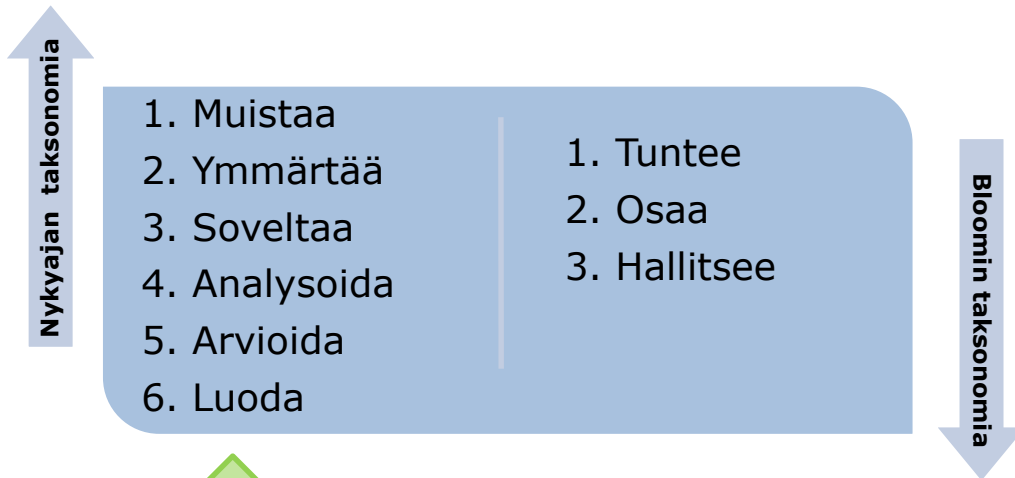 Nykyajan taksonomia
1. Muistaa
2. Ymmärtää
3. Soveltaa
4. Analysoida
5. Arvioida
6. Luoda
1. Tuntee
2. Osaa
3. Hallitsee
Bloomin taksonomia